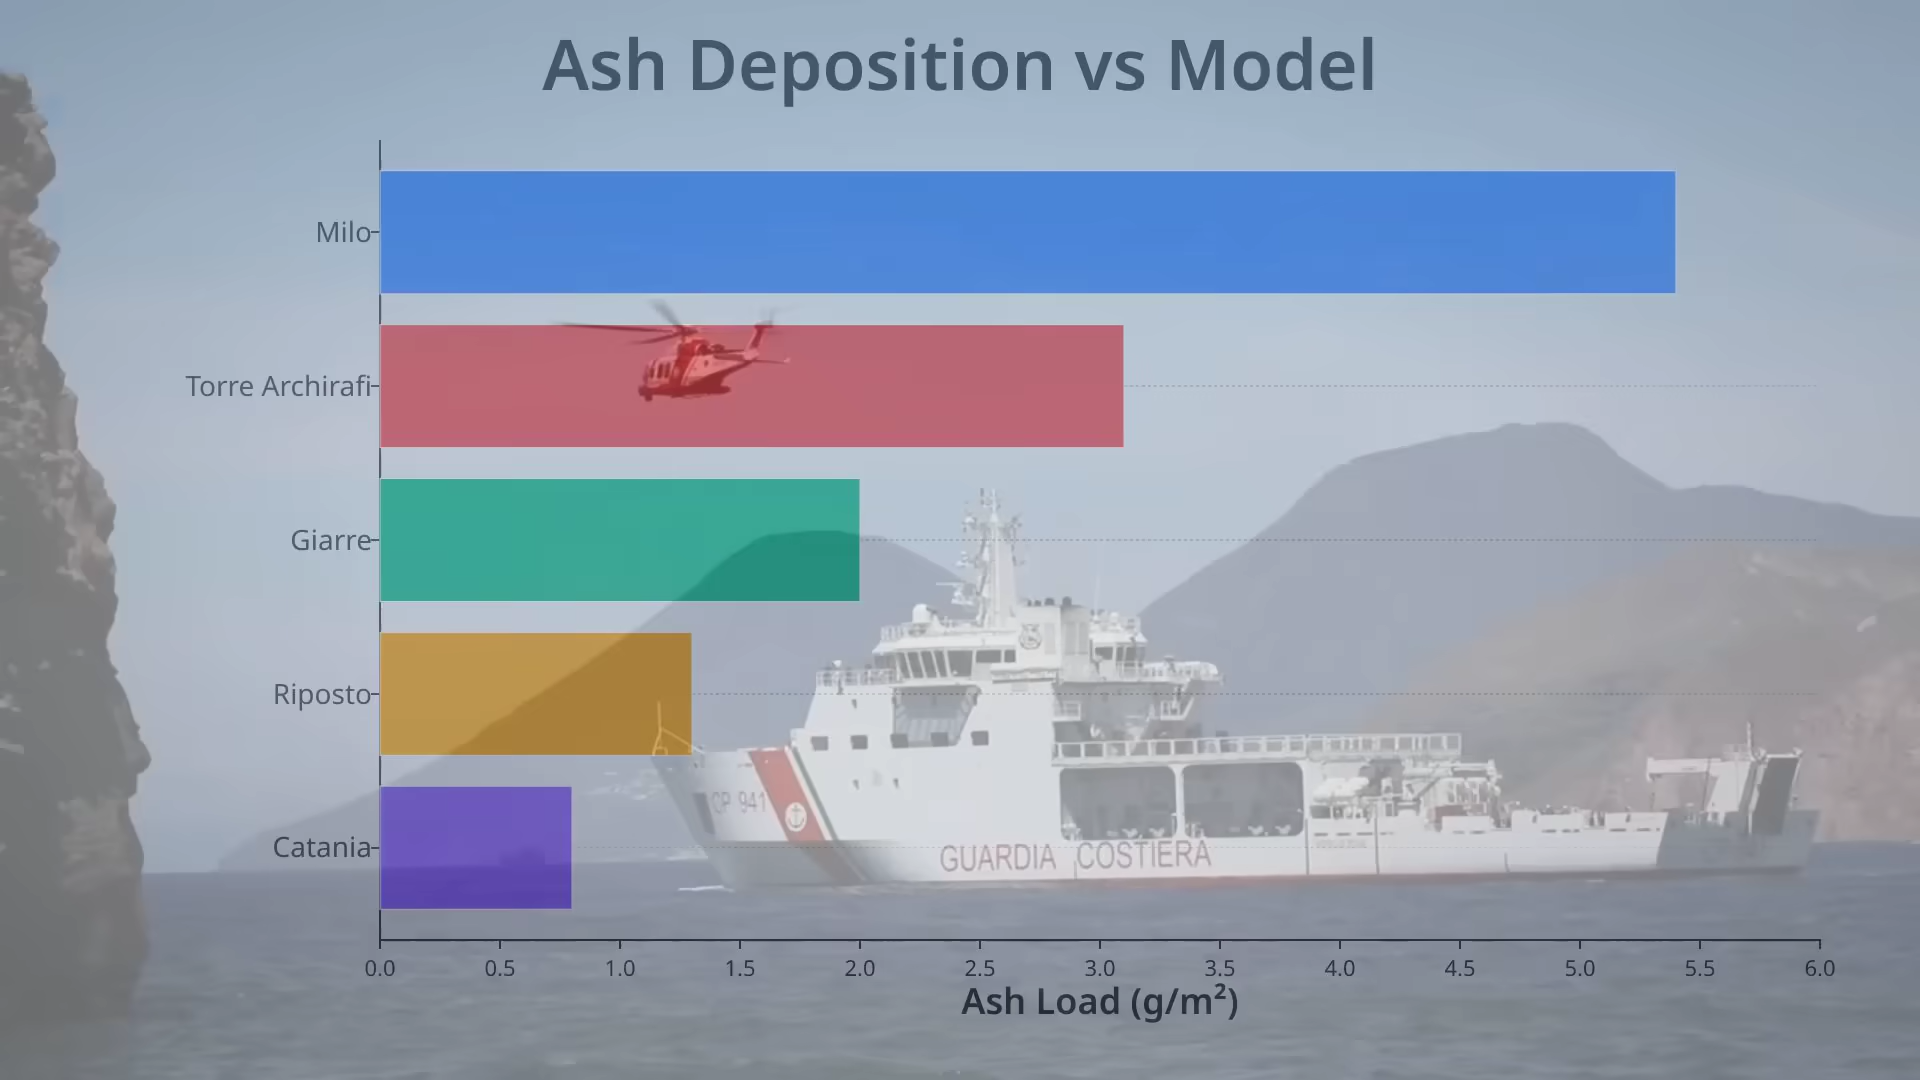 Ash Deposition vs Model
Milo
Torre Archirafi
Giarre
Riposto
Catania
CP 941
GUARDIA COSTIERA
0.0 0.5 1.0 1.5 2.0 2.5 3.0 3.5 4.0 4.5 5.0 5.5 6.0
Ash Load (g/m²)